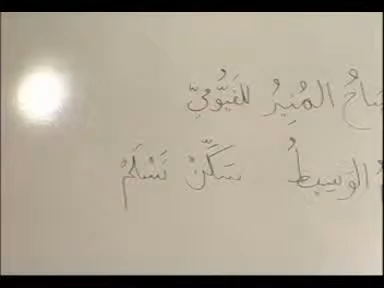 المُنِيرُ لِلفَيُّومِيّ
الوَسِيطُ سَكِّنْ تَسْلَمْ